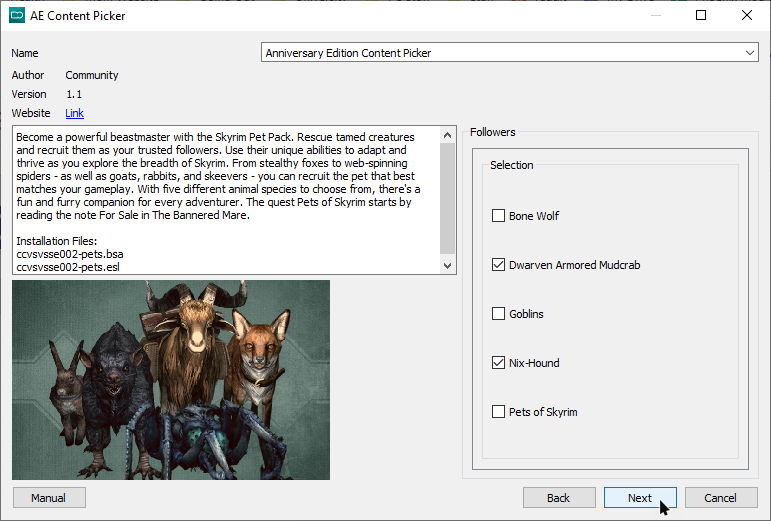 AE Content Picker
Name
Anniversary Edition Content Picker
Author
Community
Version
1.1
Website
Link
Become a powerful beastmaster with the Skyrim Pet Pack. Rescue tamed creatures
and recruit them as your trusted followers. Use their unique abilities to adapt and
thrive as you explore the breadth of Skyrim. From stealthy foxes to web-spinning
spiders - as well as goats, rabbits, and skeevers - you can recruit the pet that best
matches your gameplay. With five different animal species to choose from, there's a
fun and furry companion for every adventurer. The quest Pets of Skyrim starts by
reading the note For Sale in The Bannered Mare.
Installation Files:
ccvsvsse002-pets.bsa
ccvsvsse002-pets.esl
Followers
Selection
Bone Wolf
Dwarven Armored Mudcrab
Goblins
Nix-Hound
Pets of Skyrim
Manual
Back
Next
Cancel